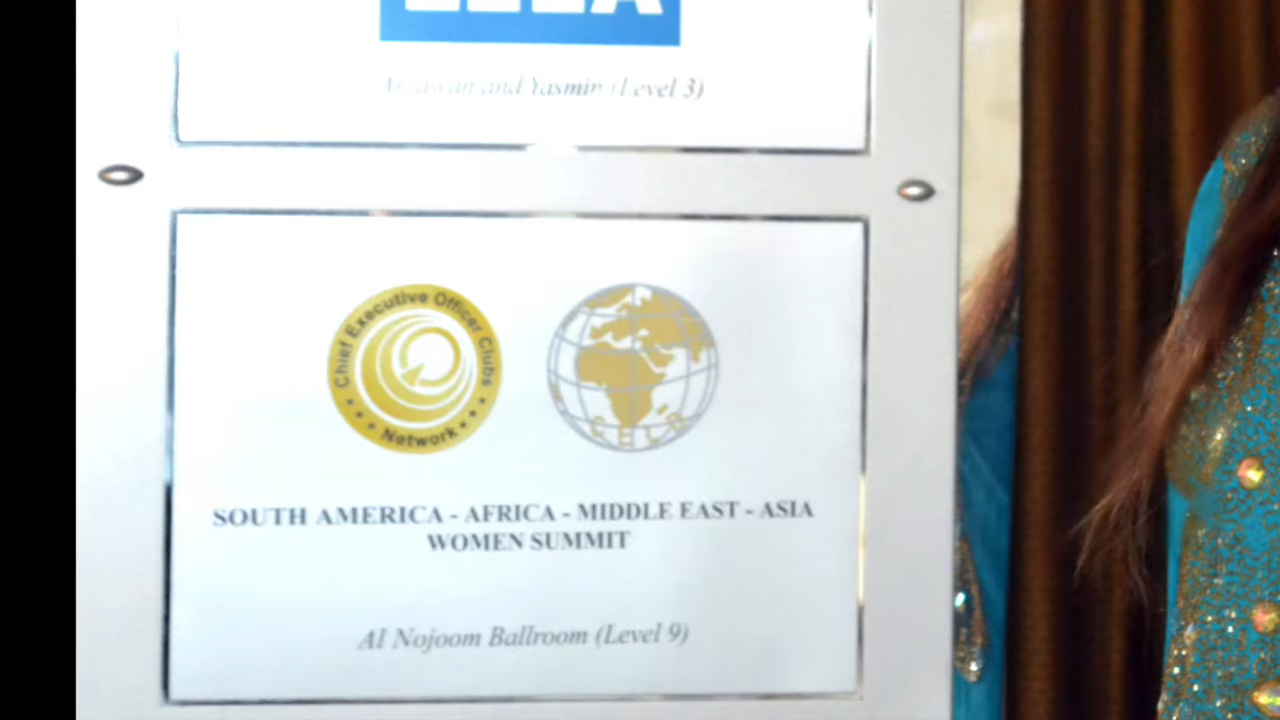 and Yasmin (Level 3)
Chief Executive Officer Clubs
Network
SOUTH AMERICA - AFRICA - MIDDLE EAST - ASIA
WOMEN SUMMIT
Al Nojoom Ballroom (Level 9)